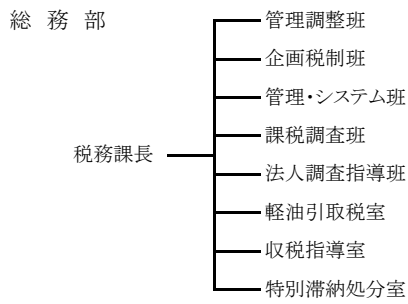 総務部
管理調整班
企画税制班
管理・システム班
課税調査班
税務課長
法人調査指導班
軽油引取税室
収税指導室
特別滞納処分室